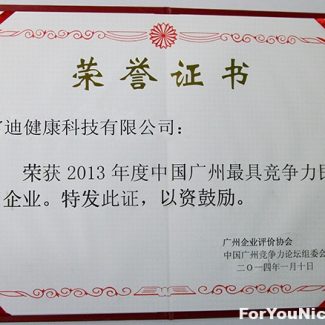 荣誉证书
迪健康科技有限公司：
荣获 2013 年度中国广州最具竞争力
企业。特发此证，以资鼓励。
广州企业评价协会
中国广州竞争力论坛组委会
二〇一四年一月十日
ForYouNic